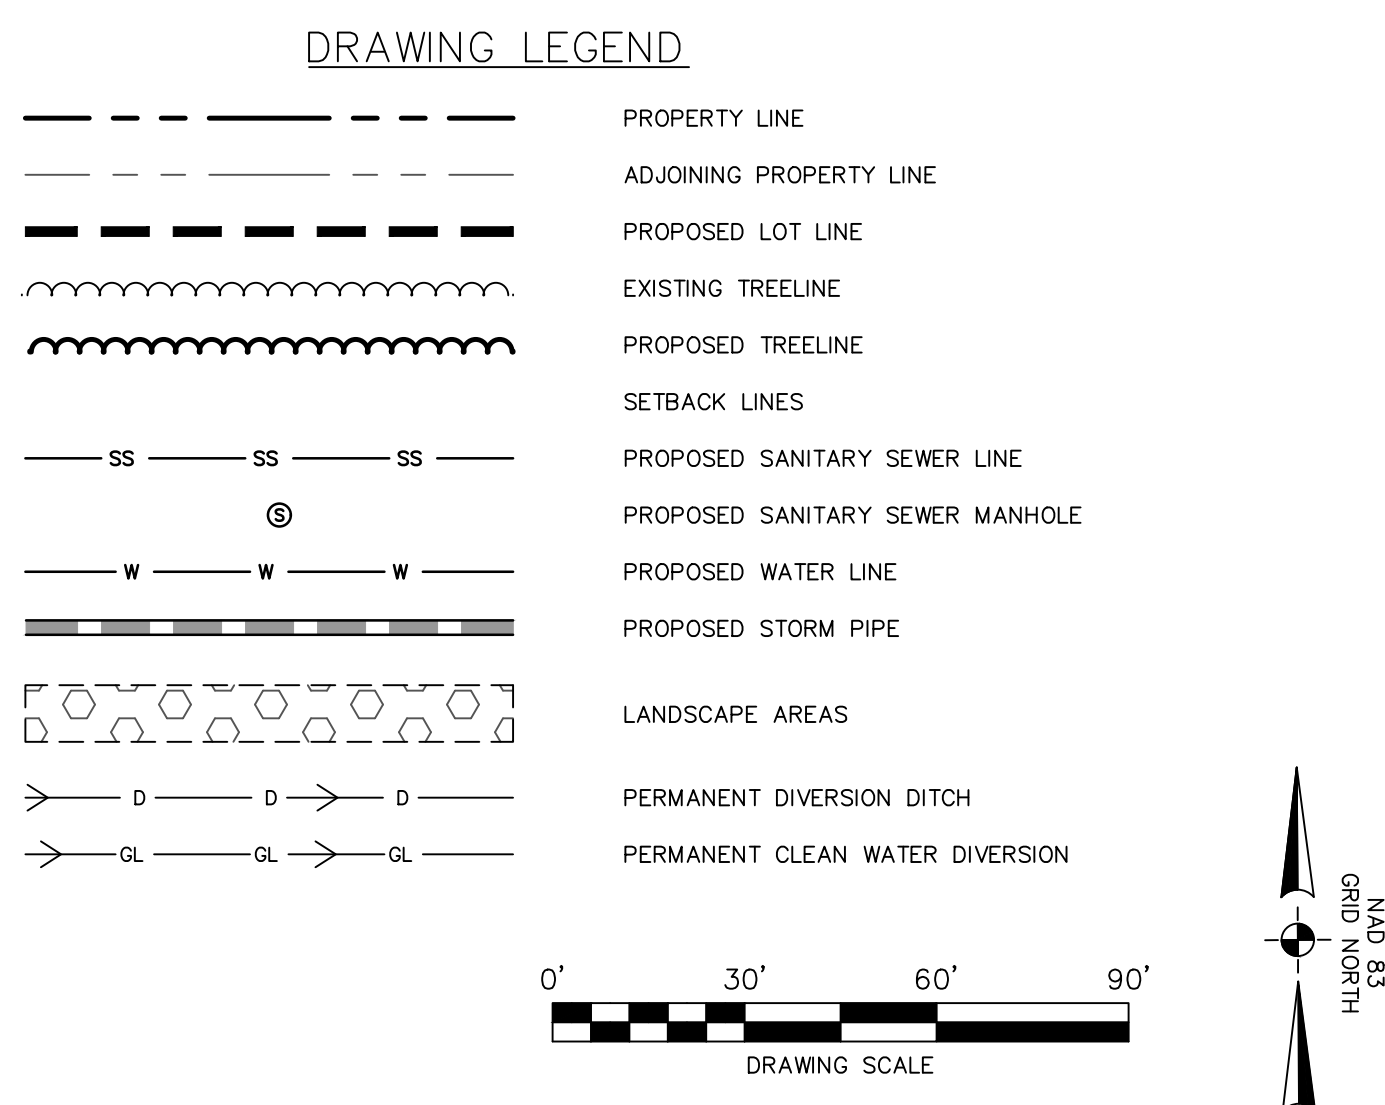 DRAWING LEGEND
PROPERTY LINE
ADJOINING PROPERTY LINE
PROPOSED LOT LINE
EXISTING TREELINE
PROPOSED TREELINE
SETBACK LINES
SS SS SS PROPOSED SANITARY SEWER LINE
S PROPOSED SANITARY SEWER MANHOLE
W W W PROPOSED WATER LINE
PROPOSED STORM PIPE
LANDSCAPE AREAS
D D D PERMANENT DIVERSION DITCH
GL GL GL PERMANENT CLEAN WATER DIVERSION
NAD 83
GRID NORTH
0' 30' 60' 90'
DRAWING SCALE